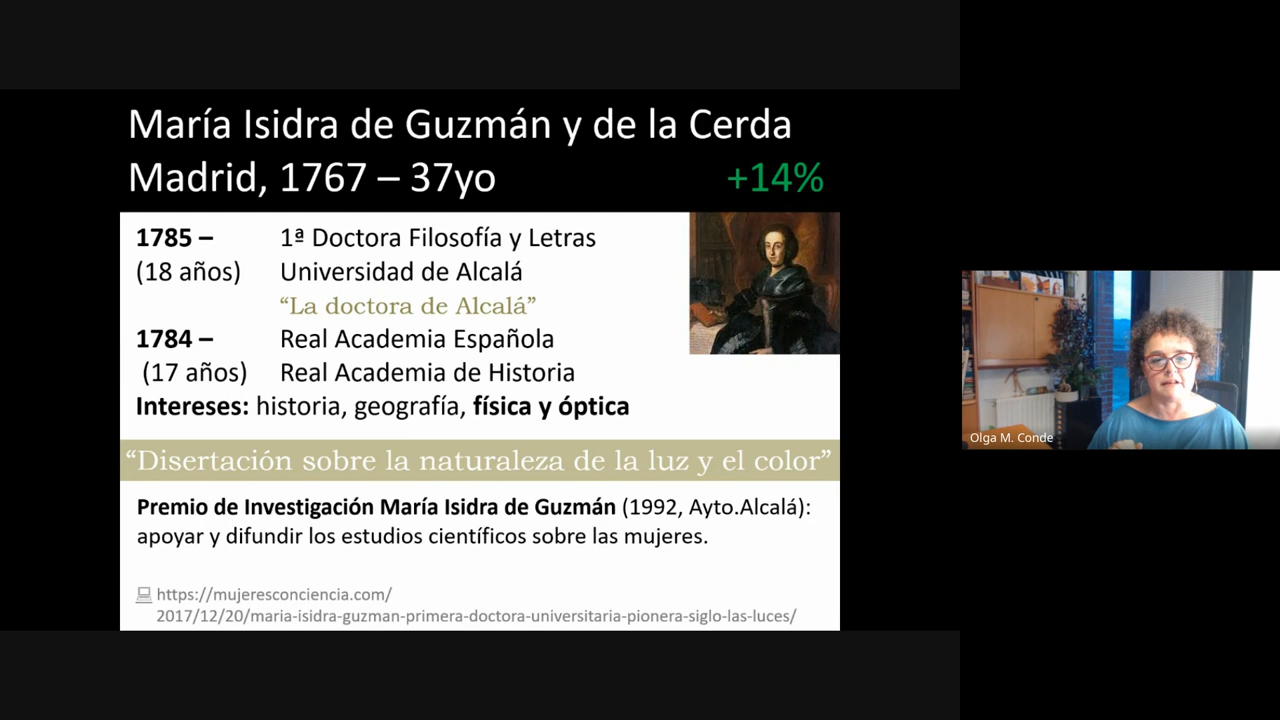 María Isidra de Guzmán y de la Cerda
Madrid, 1767 – 37yo +14%
1785 – 1ª Doctora Filosofía y Letras
(18 años) Universidad de Alcalá
“La doctora de Alcalá”
1784 – Real Academia Española
(17 años) Real Academia de Historia
Intereses: historia, geografía, física y óptica
“Disertación sobre la naturaleza de la luz y el color”
Premio de Investigación María Isidra de Guzmán (1992, Ayto.Alcalá):
apoyar y difundir los estudios científicos sobre las mujeres.
https://mujeresconciencia.com/
2017/12/20/maria-isidra-guzman-primera-doctora-universitaria-pionera-siglo-las-luces/
Olga M. Conde